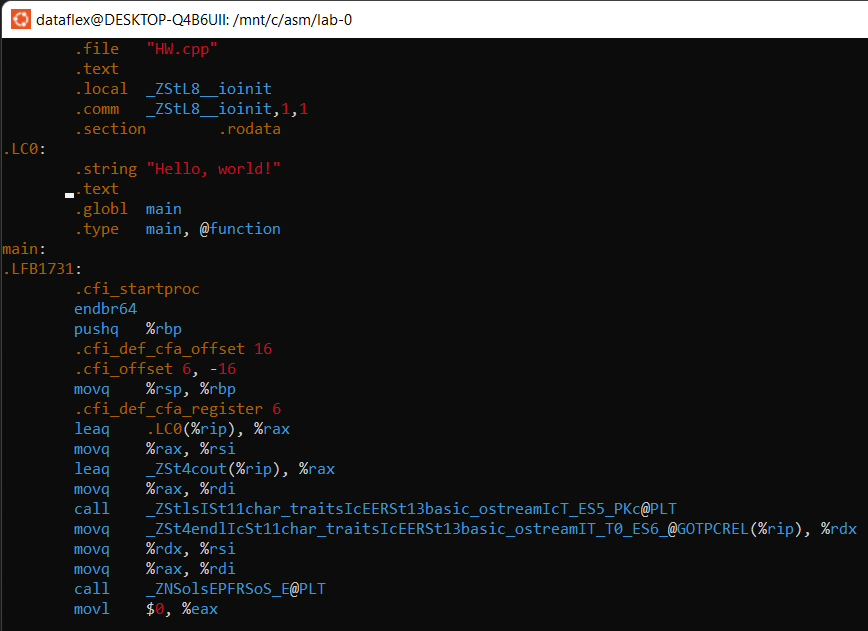 dataflex@DESKTOP-Q4B6UII: /mnt/c/asm/lab-0
.file "HW.cpp"
.text
.local _ZStL8__ioinit
.comm _ZStL8__ioinit,1,1
.section .rodata
.LC0:
.string "Hello, world!"
.text
.globl main
.type main, @function
main:
.LFB1731:
.cfi_startproc
endbr64
pushq %rbp
.cfi_def_cfa_offset 16
.cfi_offset 6, -16
movq %rsp, %rbp
.cfi_def_cfa_register 6
leaq .LC0(%rip), %rax
movq %rax, %rsi
leaq _ZSt4cout(%rip), %rax
movq %rax, %rdi
call _ZStlsISt11char_traitsIcEERSt13basic_ostreamIcT_ES5_PKc@PLT
movq _ZSt4endlIcSt11char_traitsIcEERSt13basic_ostreamIT_T0_ES6_@GOTPCREL(%rip), %rdx
movq %rdx, %rsi
movq %rax, %rdi
call _ZNSolsEPFRSoS_E@PLT
movl $0, %eax